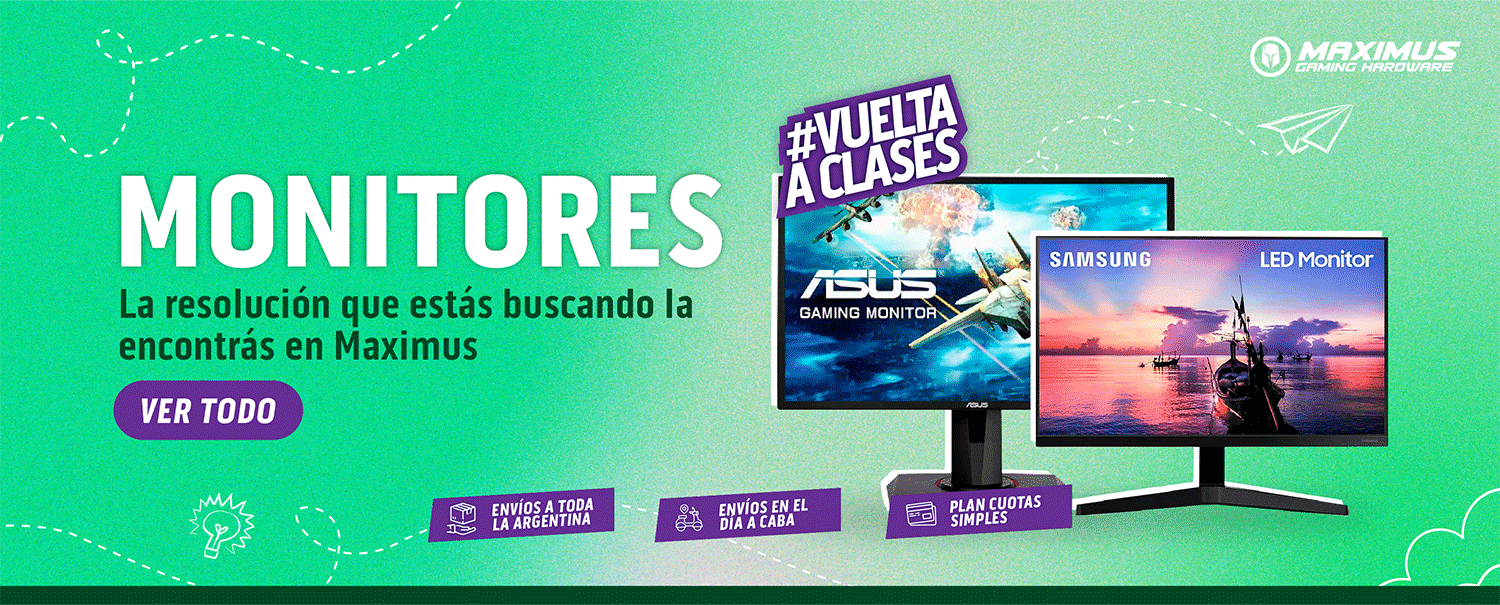 MAXIMUS
GAMING HARDWARE
#VUELTA
A CLASES
MONITORES
La resolución que estás buscando la
encontrás en Maximus
VER TODO
ASUS
GAMING MONITOR
ASUS
SAMSUNG
LED Monitor
ENVÍOS A TODA
LA ARGENTINA
ENVÍOS EN EL
DÍA A CABA
PLAN CUOTAS
SIMPLES